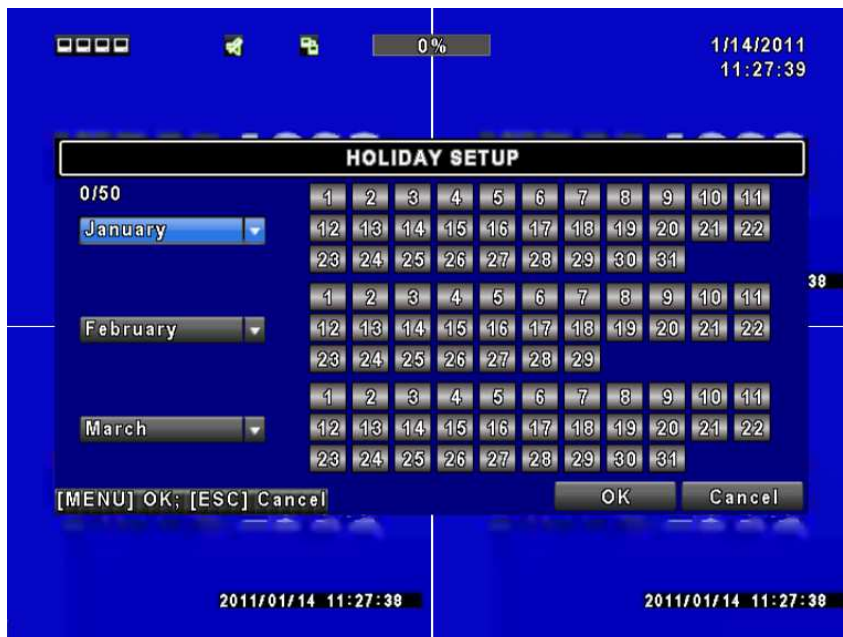 0%
1/14/2011
11:27:39
HOLIDAY SETUP
0/50
January
1 2 3 4 5 6 7 8 9 10 11
12 13 14 15 16 17 18 19 20 21 22
23 24 25 26 27 28 29 30 31
38
February
1 2 3 4 5 6 7 8 9 10 11
12 13 14 15 16 17 18 19 20 21 22
23 24 25 26 27 28 29
March
1 2 3 4 5 6 7 8 9 10 11
12 13 14 15 16 17 18 19 20 21 22
23 24 25 26 27 28 29 30 31
[MENU] OK; [ESC] Cancel
OK
Cancel
2011/01/14 11:27:38
2011/01/14 11:27:38